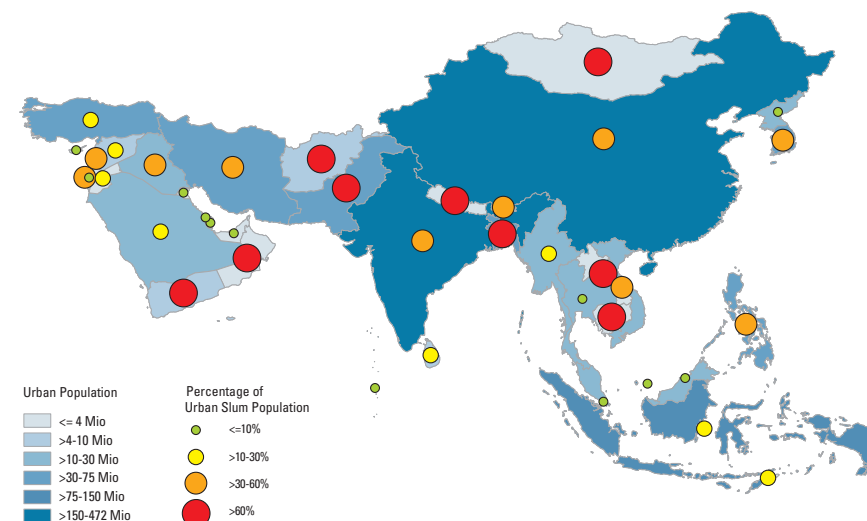 Urban Population
<= 4 Mio
>4-10 Mio
>10-30 Mio
>30-75 Mio
>75-150 Mio
>150-472 Mio
Percentage of
Urban Slum Population
<=10%
>10-30%
>30-60%
>60%